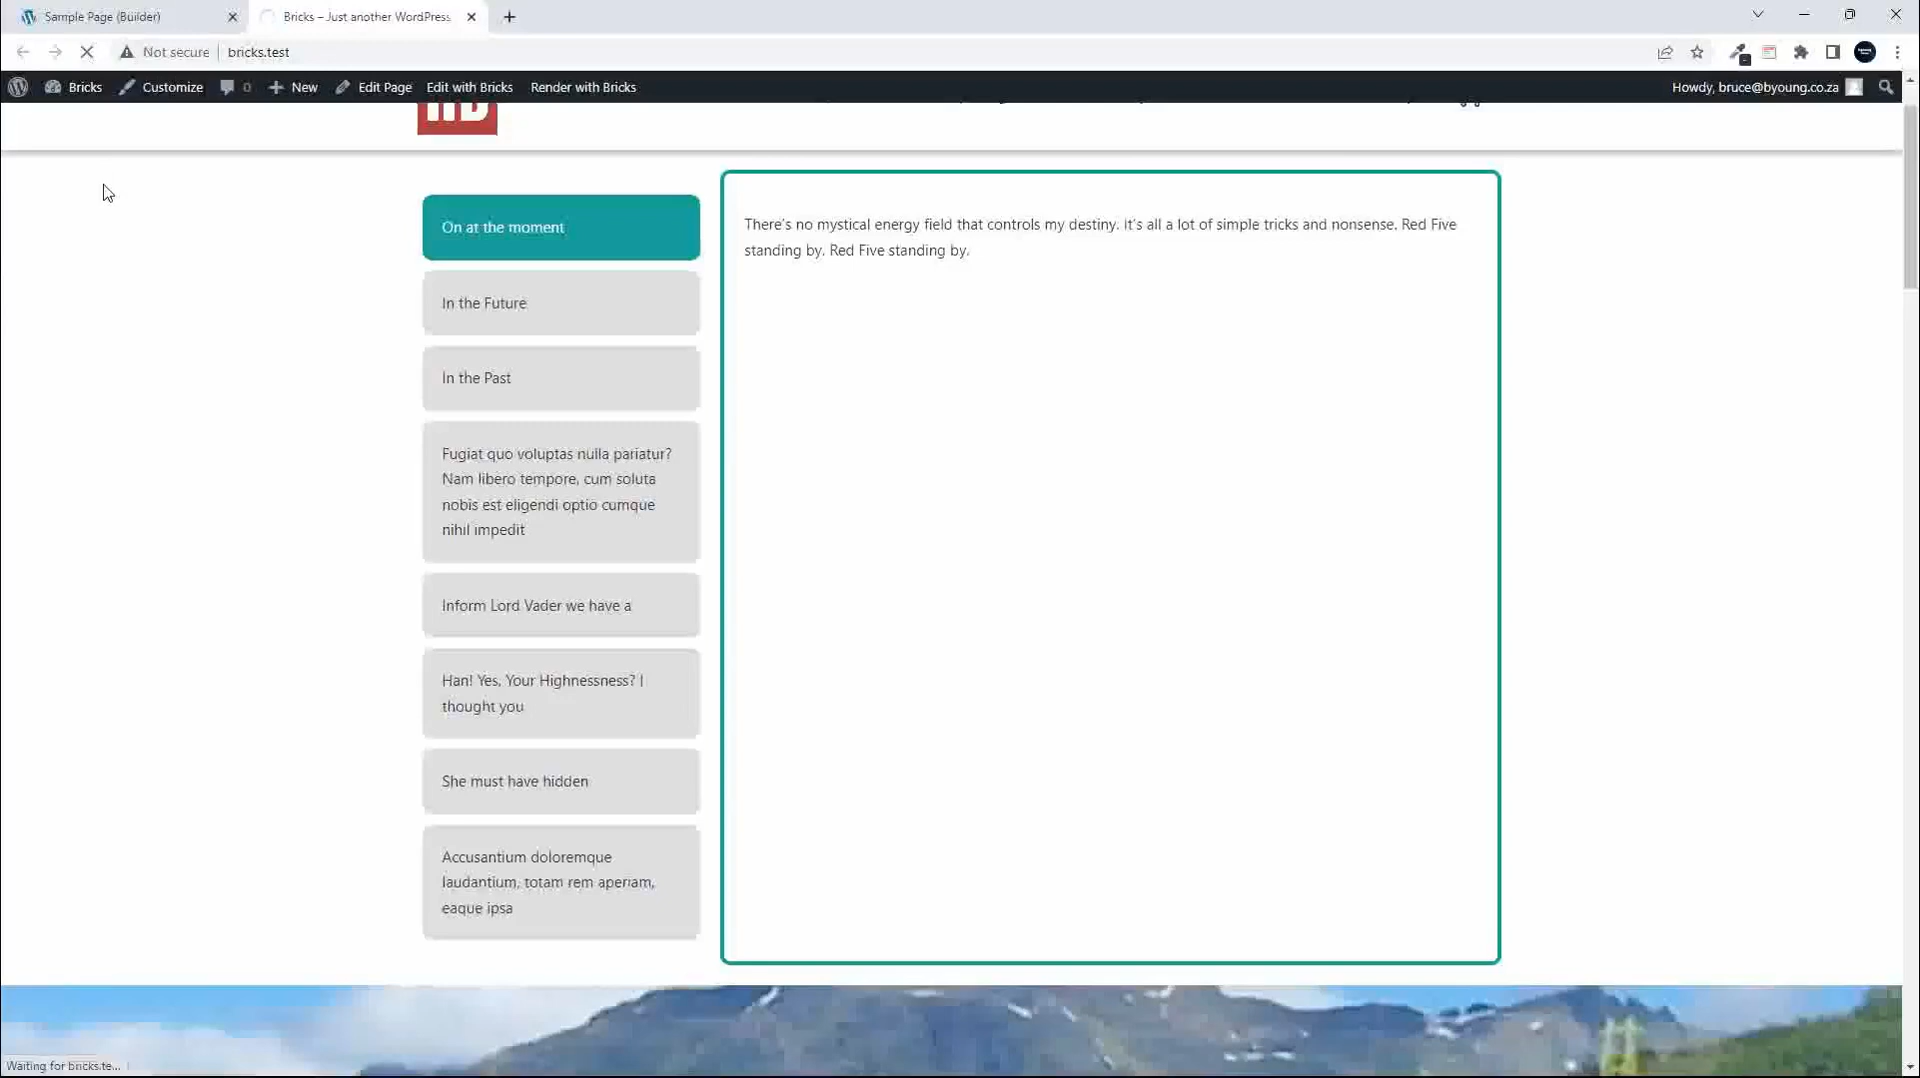 Sample Page (Builder)
Bricks – Just another WordPress
Not secure
bricks.test
Bricks
Customize
0
New
Edit Page
Edit with Bricks
Render with Bricks
Howdy, bruce@byoung.co.za
On at the moment
There's no mystical energy field that controls my destiny. It's all a lot of simple tricks and nonsense. Red Five
standing by. Red Five standing by.
In the Future
In the Past
Fugiat quo voluptas nulla pariatur?
Nam libero tempore, cum soluta
nobis est eligendi optio cumque
nihil impedit
Inform Lord Vader we have a
Han! Yes, Your Highnessness? I
thought you
She must have hidden
Accusantium doloremque
laudantium, totam rem aperiam,
eaque ipsa
Waiting for bricks.te...